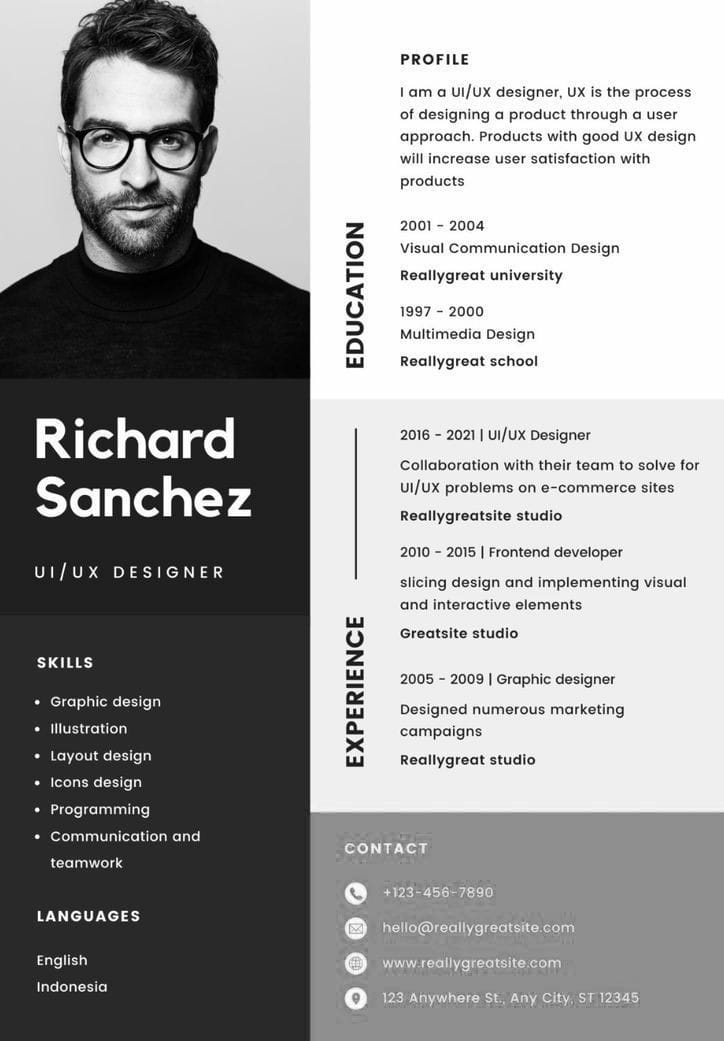 Richard
Sanchez
UI/UX DESIGNER
SKILLS
• Graphic design
• Illustration
• Layout design
• Icons design
• Programming
• Communication and
teamwork
LANGUAGES
English
Indonesia
PROFILE
I am a UI/UX designer, UX is the process
of designing a product through a user
approach. Products with good UX design
will increase user satisfaction with
products
EDUCATION
2001 - 2004
Visual Communication Design
Reallygreat university
1997 - 2000
Multimedia Design
Reallygreat school
EXPERIENCE
2016 - 2021 | UI/UX Designer
Collaboration with their team to solve for
UI/UX problems on e-commerce sites
Reallygreatsite studio
2010 - 2015 | Frontend developer
slicing design and implementing visual
and interactive elements
Greatsite studio
2005 - 2009 | Graphic designer
Designed numerous marketing
campaigns
Reallygreat studio
CONTACT
+123-456-7890
hello@reallygreatsite.com
www.reallygreatsite.com
123 Anywhere St., Any City, ST 12345